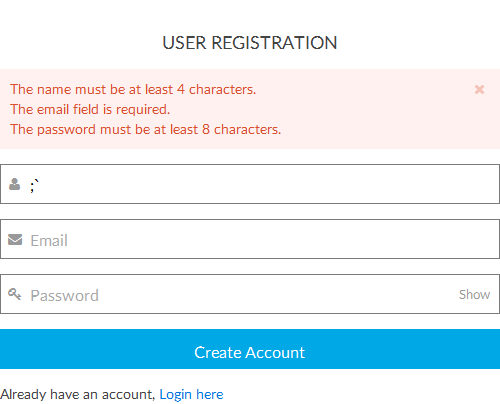 USER REGISTRATION
The name must be at least 4 characters.
The email field is required.
The password must be at least 8 characters.
;`
Email
Password Show
Create Account
Already have an account, Login here